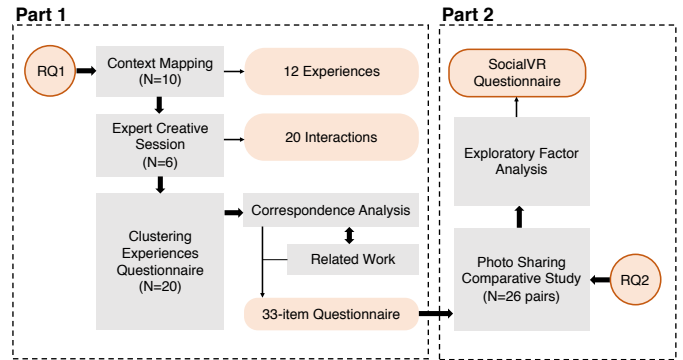 Part 1
RQ1
Context Mapping
(N=10)
12 Experiences
Expert Creative
Session
(N=6)
20 Interactions
Clustering
Experiences
Questionnaire
(N=20)
Correspondence Analysis
Related Work
33-item Questionnaire
Part 2
SocialVR
Questionnaire
Exploratory Factor
Analysis
Photo Sharing
Comparative Study
(N=26 pairs)
RQ2